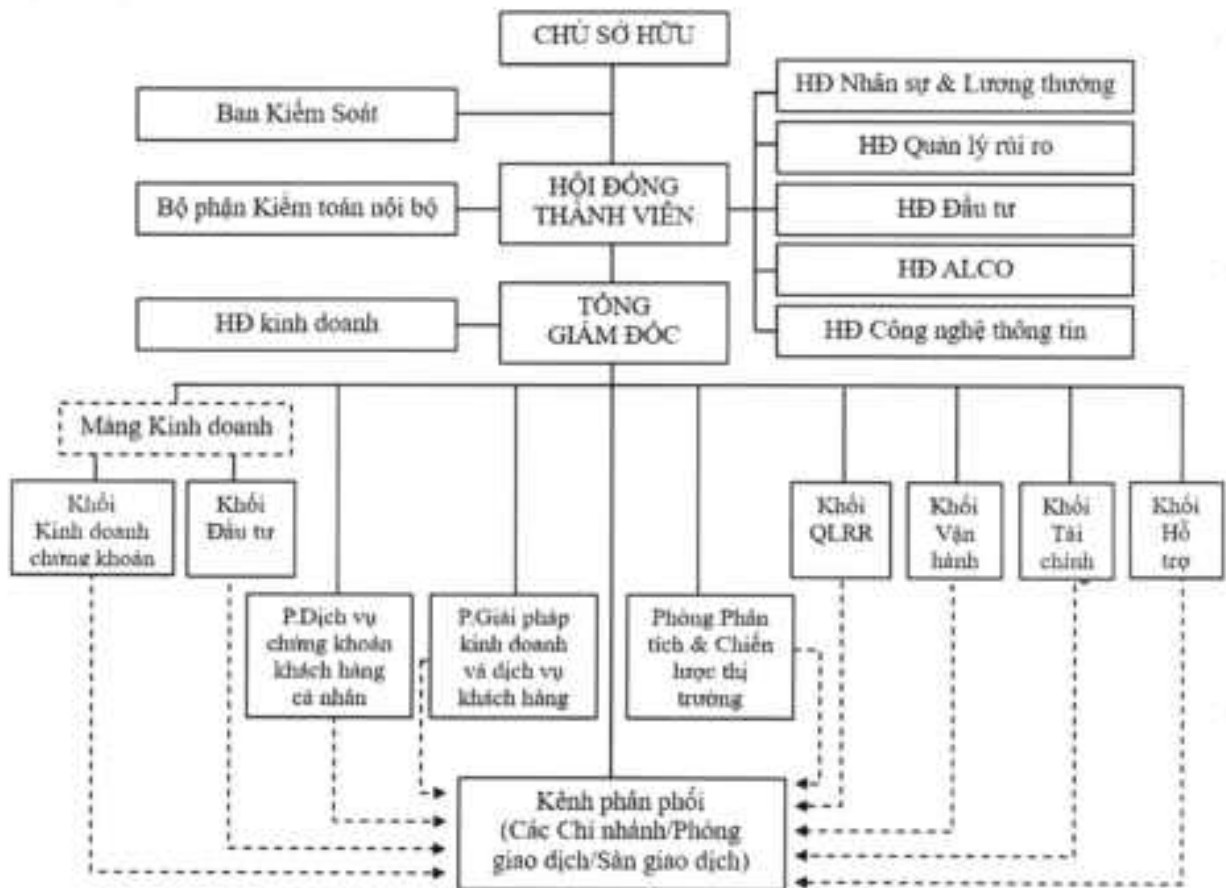 CHỦ SỞ HỮU
HĐ Nhân sự & Lương thưởng
Ban Kiểm Soát
HĐ Quản lý rủi ro
HỘI ĐỒNG
THÀNH VIÊN
Bộ phận Kiểm toán nội bộ
HĐ Đầu tư
HĐ ALCO
TỔNG
GIÁM ĐỐC
HĐ kinh doanh
HĐ Công nghệ thông tin
Mảng Kinh doanh
Khối
Kinh doanh
chứng khoán
Khối
Đầu tư
Khối
QLRR
Khối
Vận
hành
Khối
Tài
chính
Khối
Hỗ
trợ
P.Dịch vụ
chứng khoán
khách hàng
cá nhân
P.Giải pháp
kinh doanh
và dịch vụ
khách hàng
Phòng Phân
tích & Chiến
lược thị
trường
Kênh phân phối
(Các Chi nhánh/Phòng
giao dịch/Sàn giao dịch)